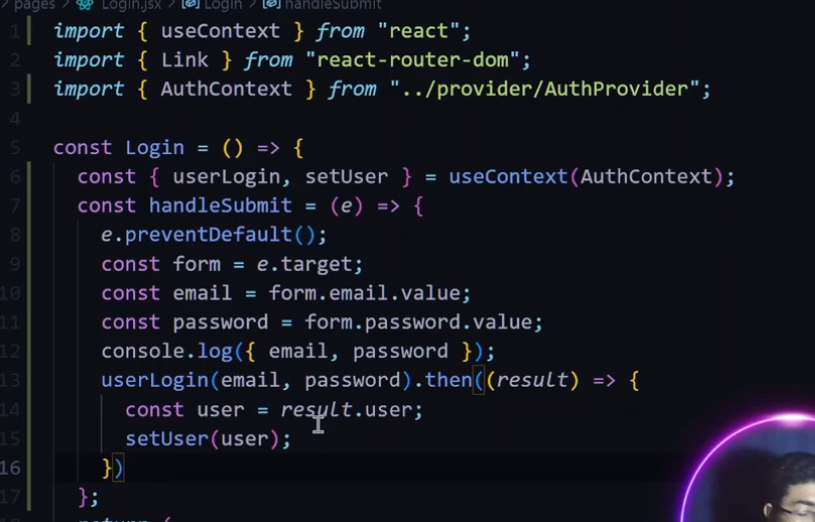 > pages > Login.jsx > Login > handleSubmit
1 import { useContext } from "react";
2 import { Link } from "react-router-dom";
3 import { AuthContext } from "../provider/AuthProvider";
4
5 const Login = () => {
6 const { userLogin, setUser } = useContext(AuthContext);
7 const handleSubmit = (e) => {
8 e.preventDefault();
9 const form = e.target;
10 const email = form.email.value;
11 const password = form.password.value;
12 console.log({ email, password });
13 userLogin(email, password).then((result) => {
14 const user = result.user;
15 setUser(user);
16 })
17 };
return (